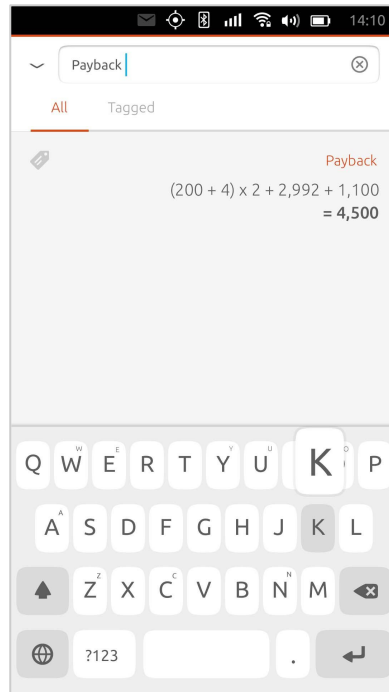 14:10
Payback
All Tagged
Payback
(200 + 4) x 2 + 2,992 + 1,100
= 4,500
Q W E R T Y U K P
A S D F G H J K L
Z X C V B N M
?123 .